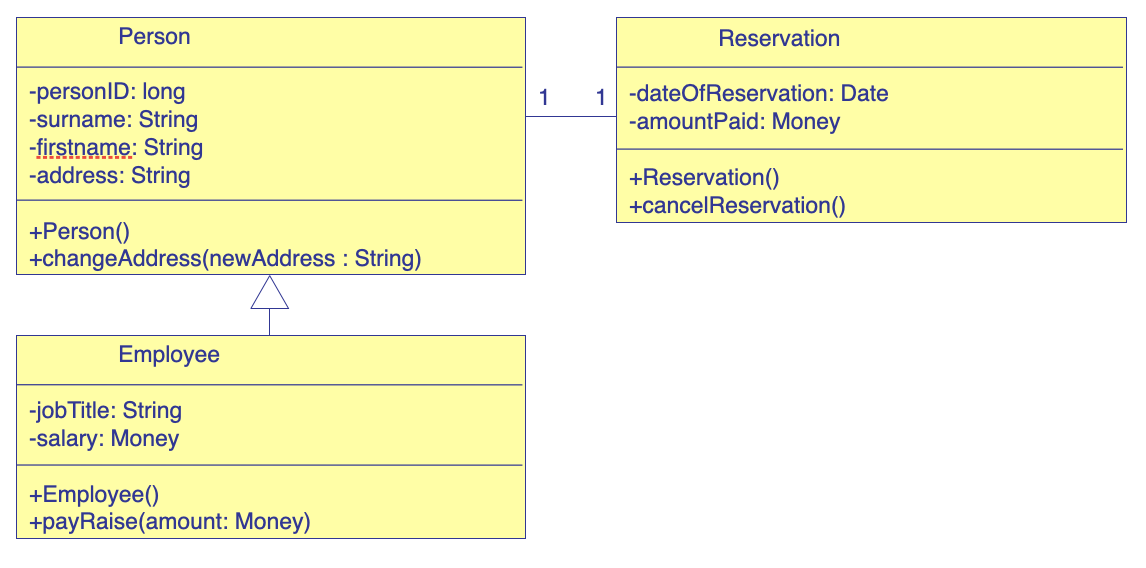 Person
-personID: long
-surname: String
-firstname: String
-address: String
+Person()
+changeAddress(newAddress : String)
1 1
Reservation
-dateOfReservation: Date
-amountPaid: Money
+Reservation()
+cancelReservation()
Employee
-jobTitle: String
-salary: Money
+Employee()
+payRaise(amount: Money)